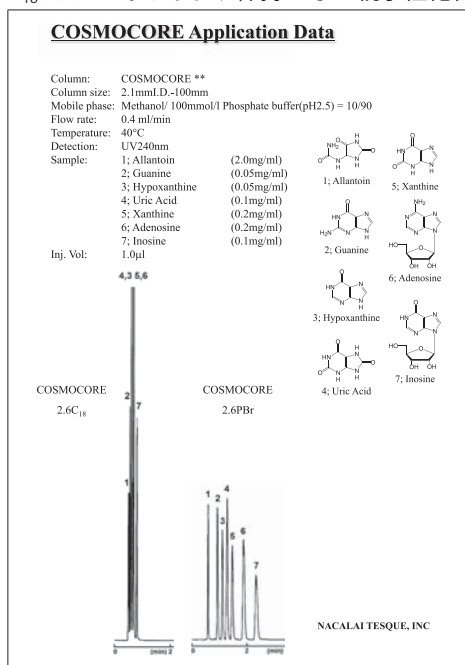 COSMOCORE Application Data
Column: COSMOCORE **
Column size: 2.1mmI.D.-100mm
Mobile phase: Methanol/ 100mmol/l Phosphate buffer(pH2.5) = 10/90
Flow rate: 0.4 ml/min
Temperature: 40°C
Detection: UV240nm
Sample: 1; Allantoin (2.0mg/ml)
2; Guanine (0.05mg/ml)
3; Hypoxanthine (0.05mg/ml)
4; Uric Acid (0.1mg/ml)
5; Xanthine (0.2mg/ml)
6; Adenosine (0.2mg/ml)
7; Inosine (0.1mg/ml)
Inj. Vol: 1.0μl
1; Allantoin
5; Xanthine
2; Guanine
6; Adenosine
3; Hypoxanthine
7; Inosine
4; Uric Acid
4,3 5,6
COSMOCORE
2.6C18
2
7
1
COSMOCORE
2.6PBr
1
2
3
4
5
6
7
0 (min) 2
0 2 (min)
NACALAI TESQUE, INC